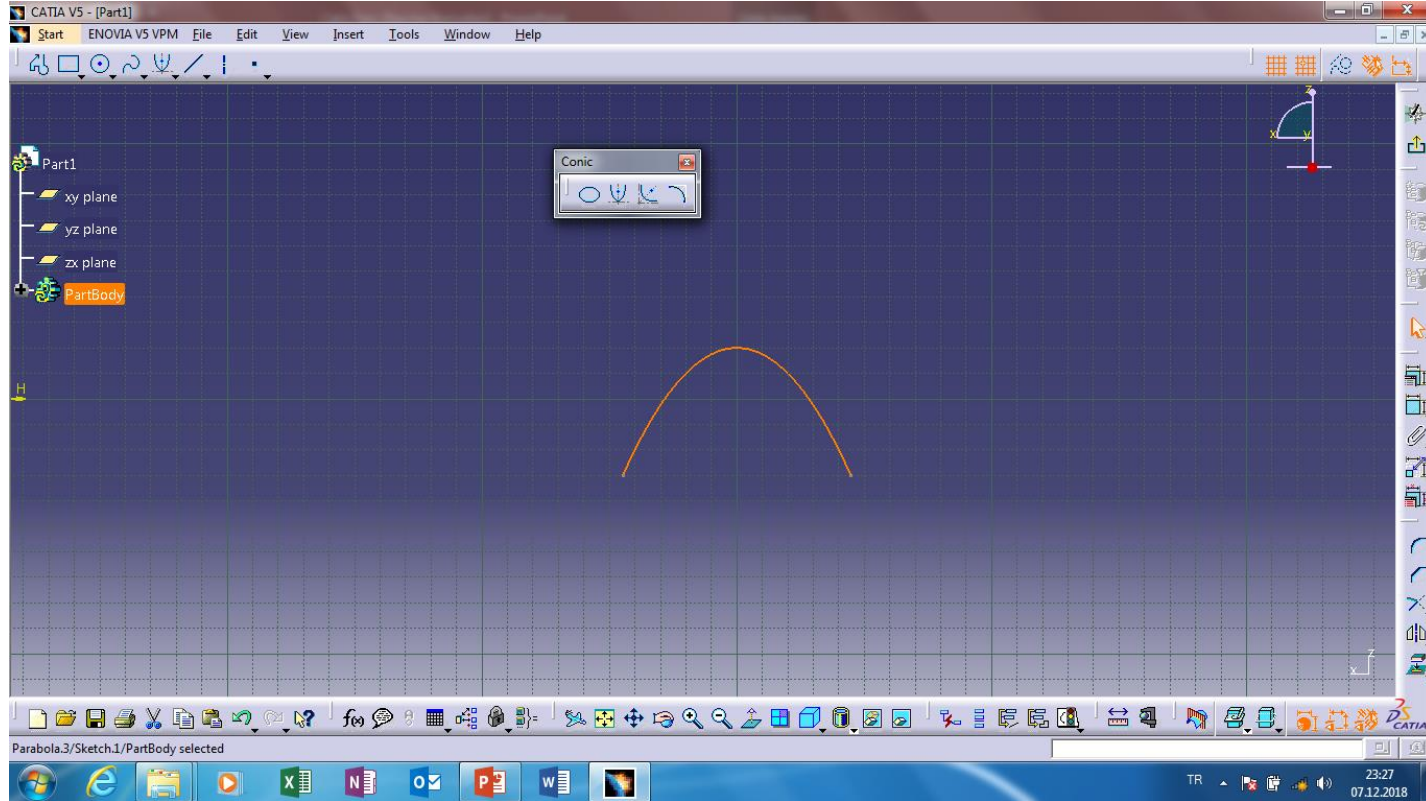 CATIA V5 - [Part1]
Start ENOVIA V5 VPM File Edit View Insert Tools Window Help
z
x y
Part1
xy plane
yz plane
zx plane
PartBody
Conic
H
z
x
f(x)
CATIA
Parabola.3/Sketch.1/PartBody selected
TR 23:27
07.12.2018